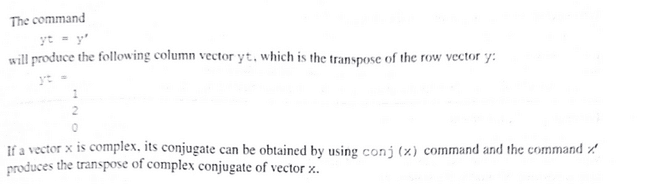 The command
yt = y'
will produce the following column vector yt, which is the transpose of the row vector y:
yt =
1
2
0
If a vector x is complex, its conjugate can be obtained by using conj (x) command and the command x'
produces the transpose of complex conjugate of vector x.